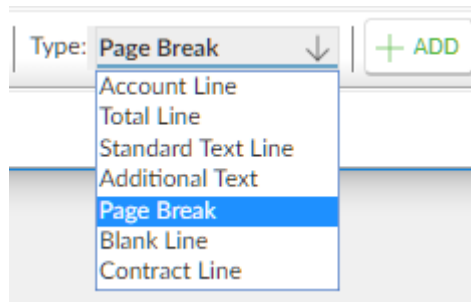 Type: Page Break ADD
Account Line
Total Line
Standard Text Line
Additional Text
Page Break
Blank Line
Contract Line